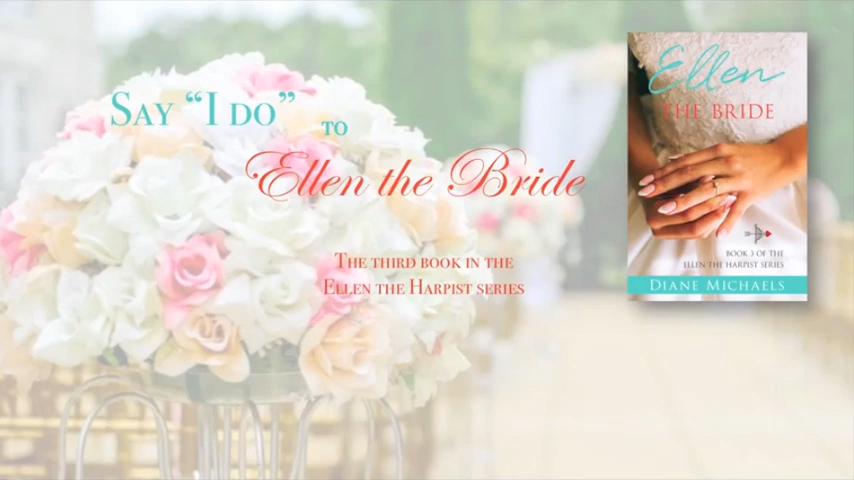 Say “I do”
to
Ellen the Bride
The third book in the
Ellen the Harpist series
Ellen
THE BRIDE
BOOK 3 OF THE
ELLEN THE HARPIST SERIES
Diane Michaels